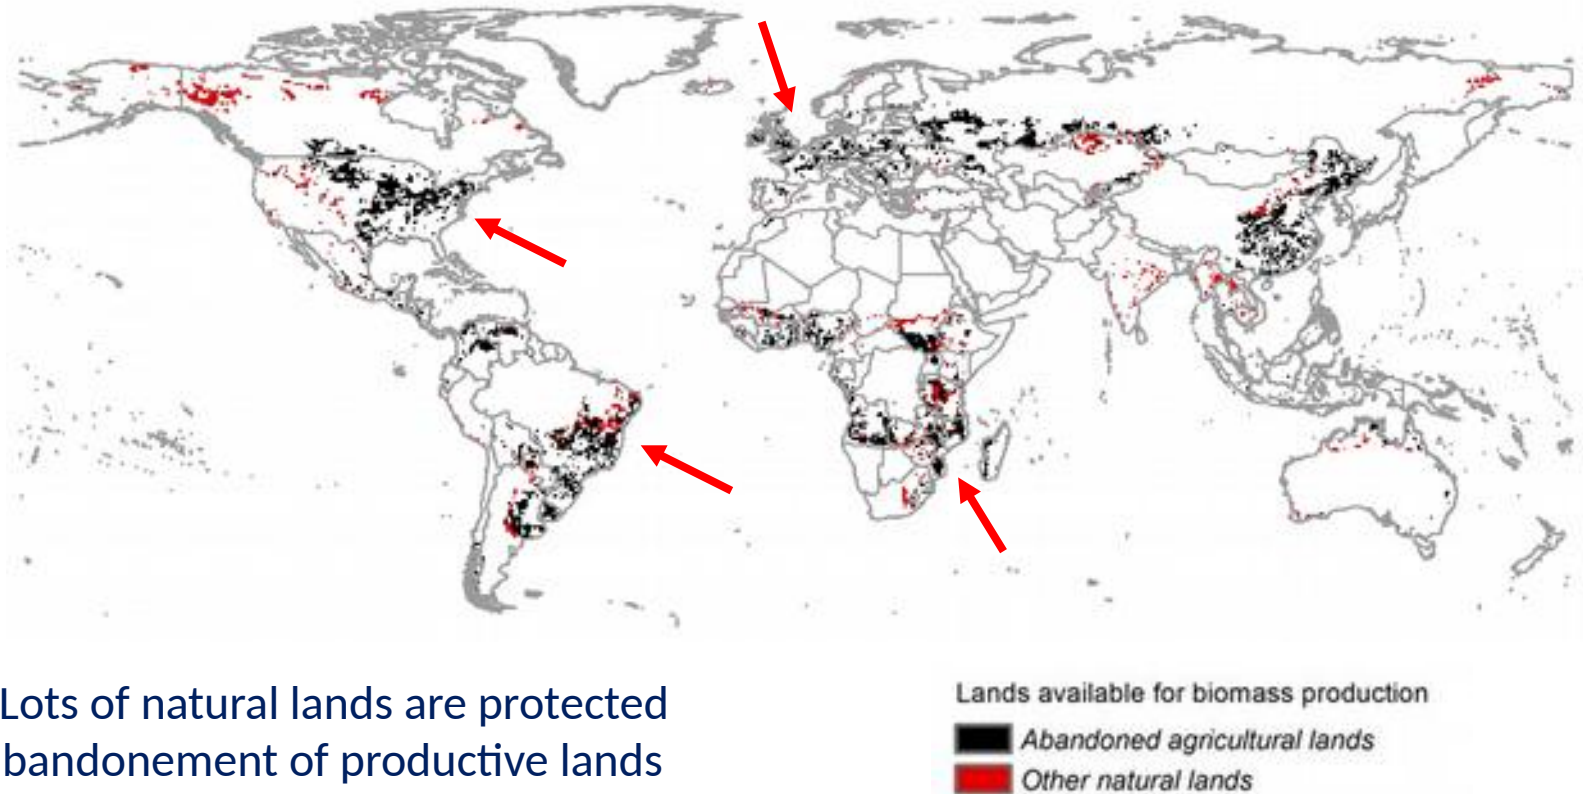 Lots of natural lands are protected
bandonement of productive lands
Lands available for biomass production
Abandoned agricultural lands
Other natural lands